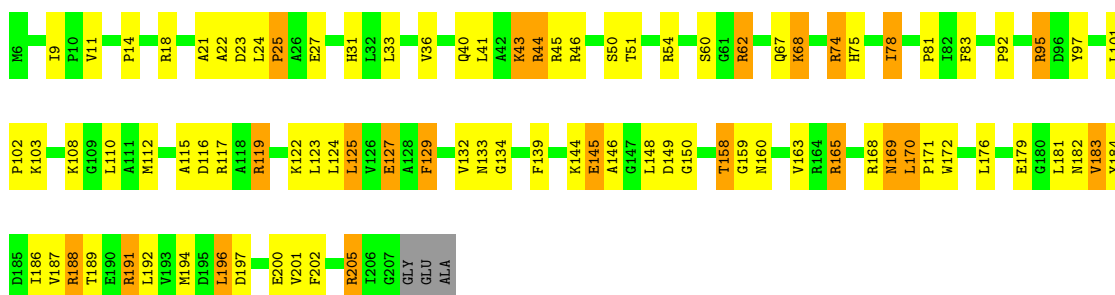 M6 I9 P10 V11 P14 R18 A21 A22 D23 L24 P25 A26 E27 H31 L32 L33 V36 Q40 L41 A42 K43 R44 R45 R46 S50 T51 R54 S60 G61 R62 Q67 K68 R74 H75 I78 P81 I82 F83 P92 R95 D96 Y97 L101
P102 K103 K108 G109 L110 A111 M112 A115 D116 R117 A118 R119 K122 L123 L124 L125 V126 E127 A128 F129 V132 N133 G134 F139 K144 E145 A146 G147 L148 D149 G150 T158 G159 N160 V163 R164 R165 R168 N169 L170 P171 W172 L176 E179 G180 L181 N182 V183 Y184
D185 I186 V187 R188 T189 E190 R191 L192 V193 M194 D195 L196 D197 E200 V201 F202 R205 I206 G207 GLY GLU ALA